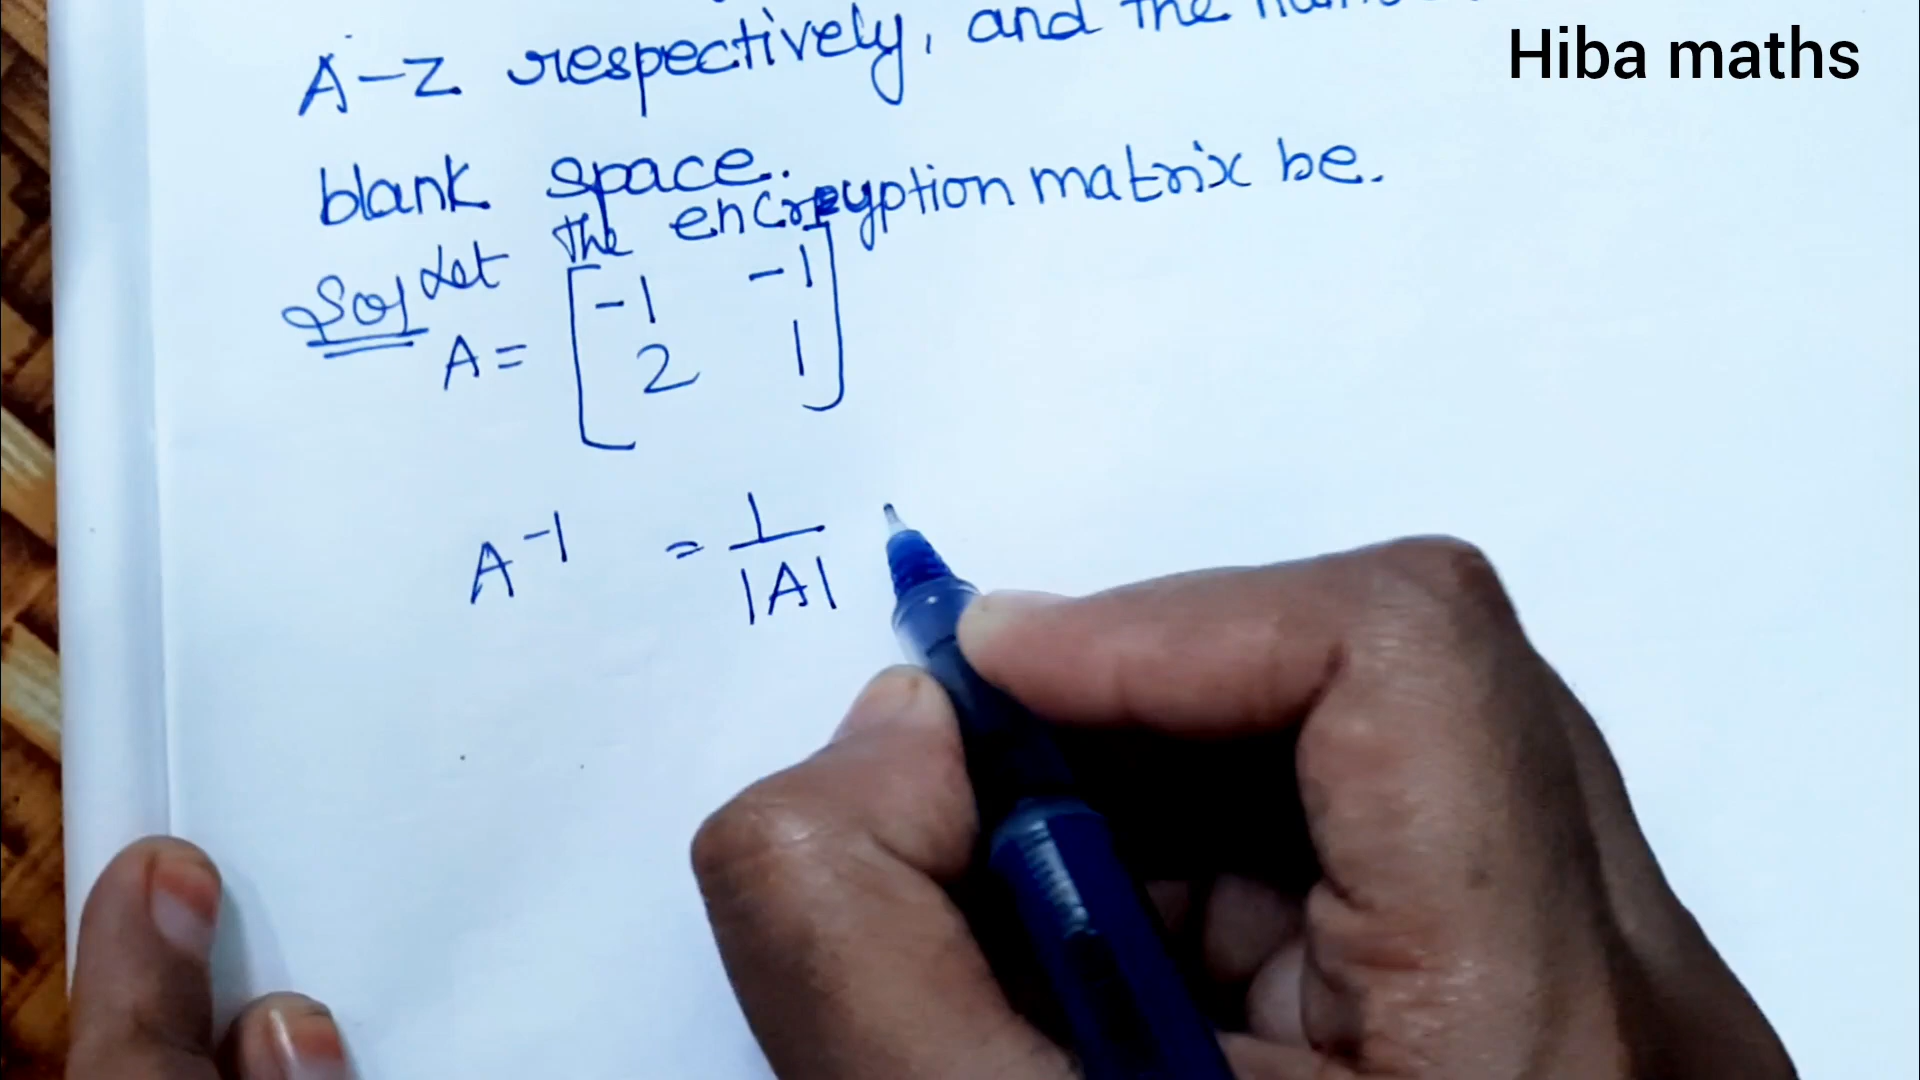 A-Z respectively, and the
Hiba maths
blank space.
Sol Let the encryption matrix be.
A = [ -1 -1
2 1 ]
A⁻¹ = 1
|A|